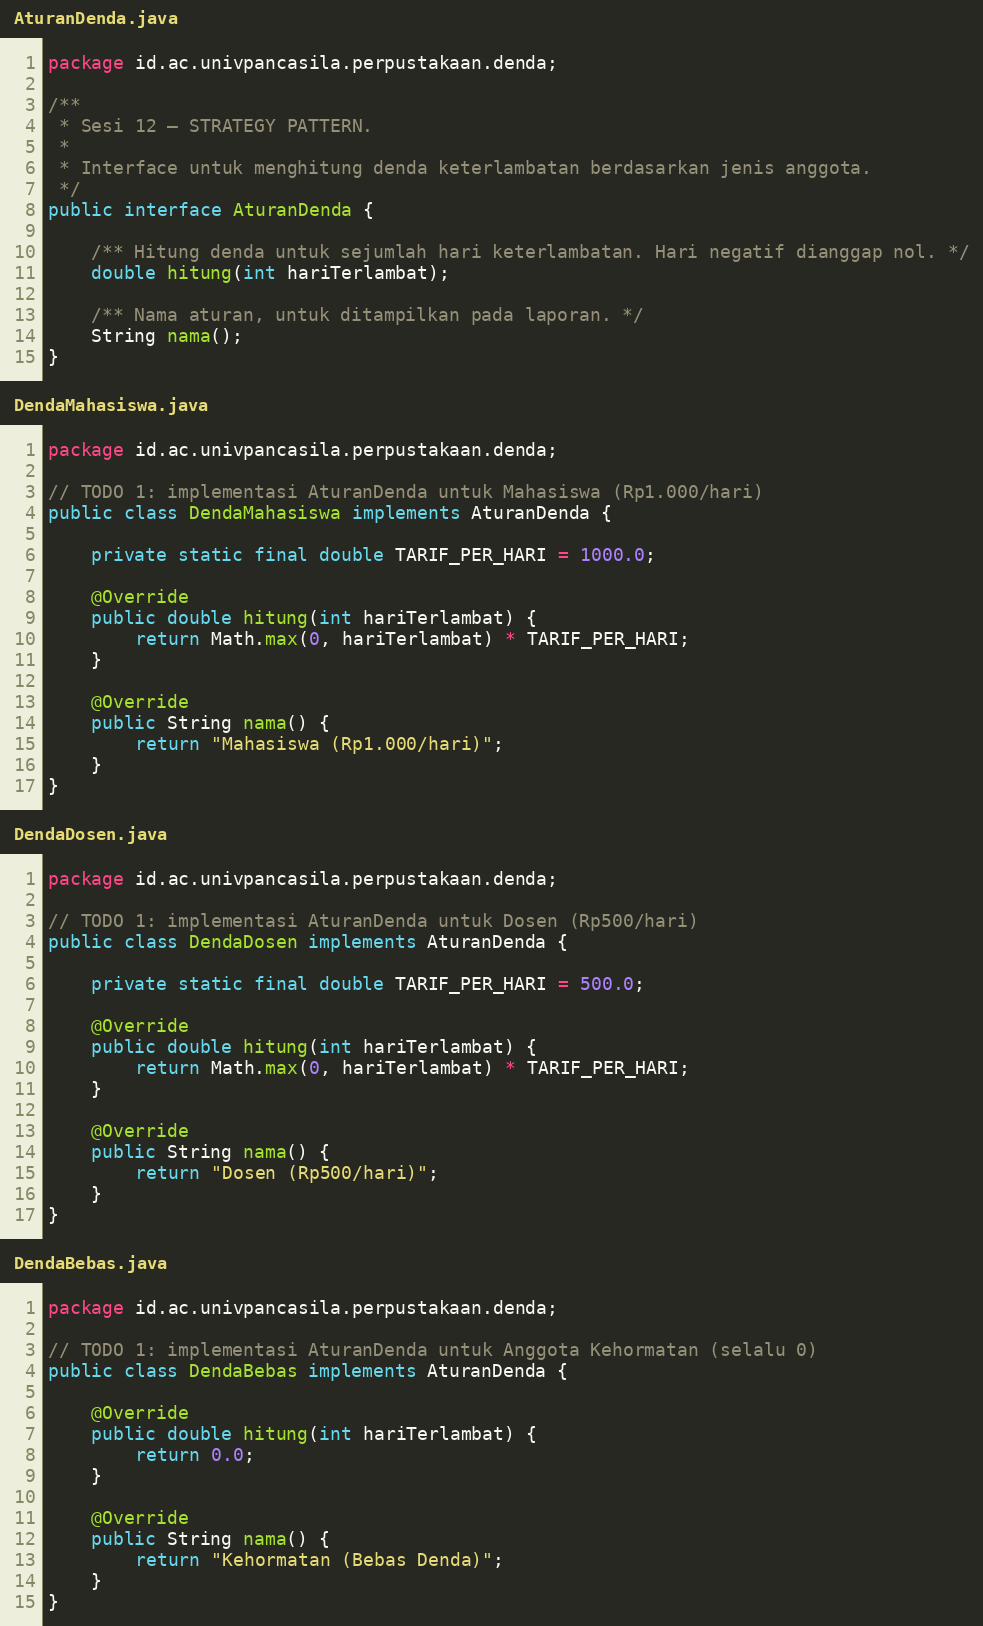 AturanDenda.java
1 package id.ac.univpancasila.perpustakaan.denda;
2
3 /**
4  * Sesi 12 — STRATEGY PATTERN.
5  *
6  * Interface untuk menghitung denda keterlambatan berdasarkan jenis anggota.
7  */
8 public interface AturanDenda {
9
10     /** Hitung denda untuk sejumlah hari keterlambatan. Hari negatif dianggap nol. */
11     double hitung(int hariTerlambat);
12
13     /** Nama aturan, untuk ditampilkan pada laporan. */
14     String nama();
15 }
DendaMahasiswa.java
1 package id.ac.univpancasila.perpustakaan.denda;
2
3 // TODO 1: implementasi AturanDenda untuk Mahasiswa (Rp1.000/hari)
4 public class DendaMahasiswa implements AturanDenda {
5
6     private static final double TARIF_PER_HARI = 1000.0;
7
8     @Override
9     public double hitung(int hariTerlambat) {
10         return Math.max(0, hariTerlambat) * TARIF_PER_HARI;
11     }
12
13     @Override
14     public String nama() {
15         return "Mahasiswa (Rp1.000/hari)";
16     }
17 }
DendaDosen.java
1 package id.ac.univpancasila.perpustakaan.denda;
2
3 // TODO 1: implementasi AturanDenda untuk Dosen (Rp500/hari)
4 public class DendaDosen implements AturanDenda {
5
6     private static final double TARIF_PER_HARI = 500.0;
7
8     @Override
9     public double hitung(int hariTerlambat) {
10         return Math.max(0, hariTerlambat) * TARIF_PER_HARI;
11     }
12
13     @Override
14     public String nama() {
15         return "Dosen (Rp500/hari)";
16     }
17 }
DendaBebas.java
1 package id.ac.univpancasila.perpustakaan.denda;
2
3 // TODO 1: implementasi AturanDenda untuk Anggota Kehormatan (selalu 0)
4 public class DendaBebas implements AturanDenda {
5
6     @Override
7     public double hitung(int hariTerlambat) {
8         return 0.0;
9     }
10
11     @Override
12     public String nama() {
13         return "Kehormatan (Bebas Denda)";
14     }
15 }